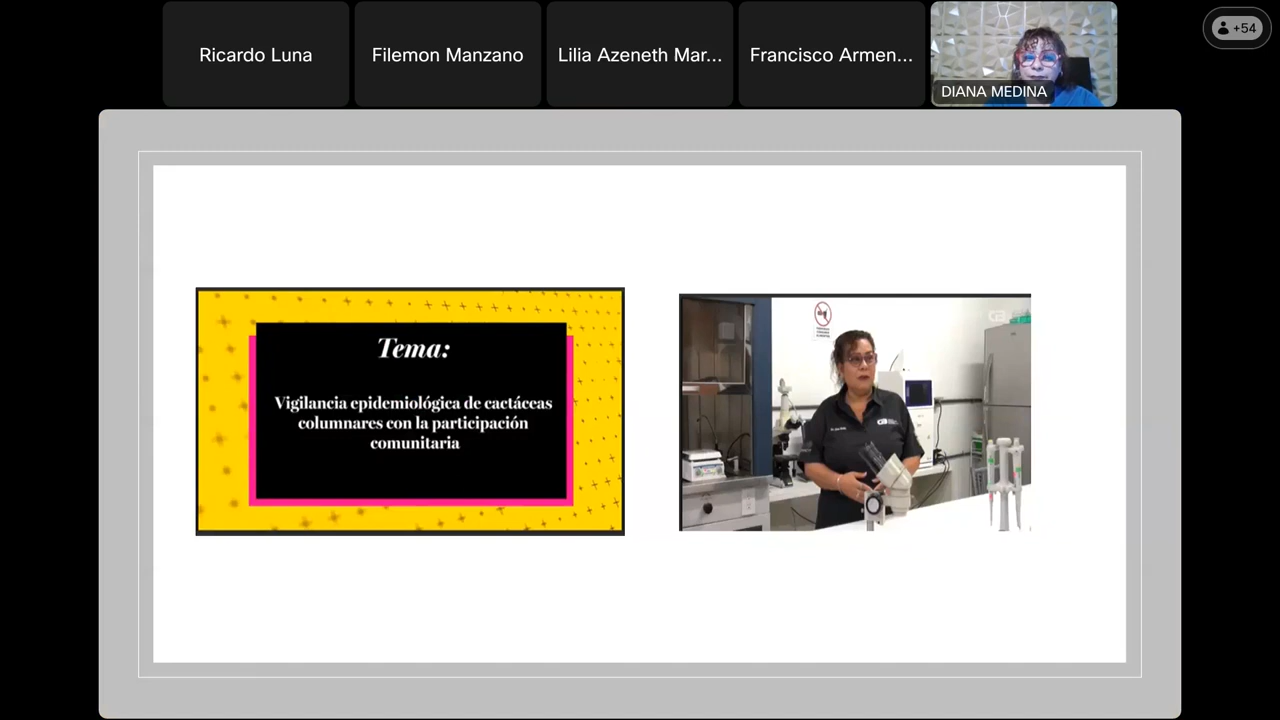 Ricardo Luna
Filemon Manzano
Lilia Azeneth Mar...
Francisco Armen...
DIANA MEDINA
+54
Tema:
Vigilancia epidemiológica de cactáceas
columnares con la participación
comunitaria